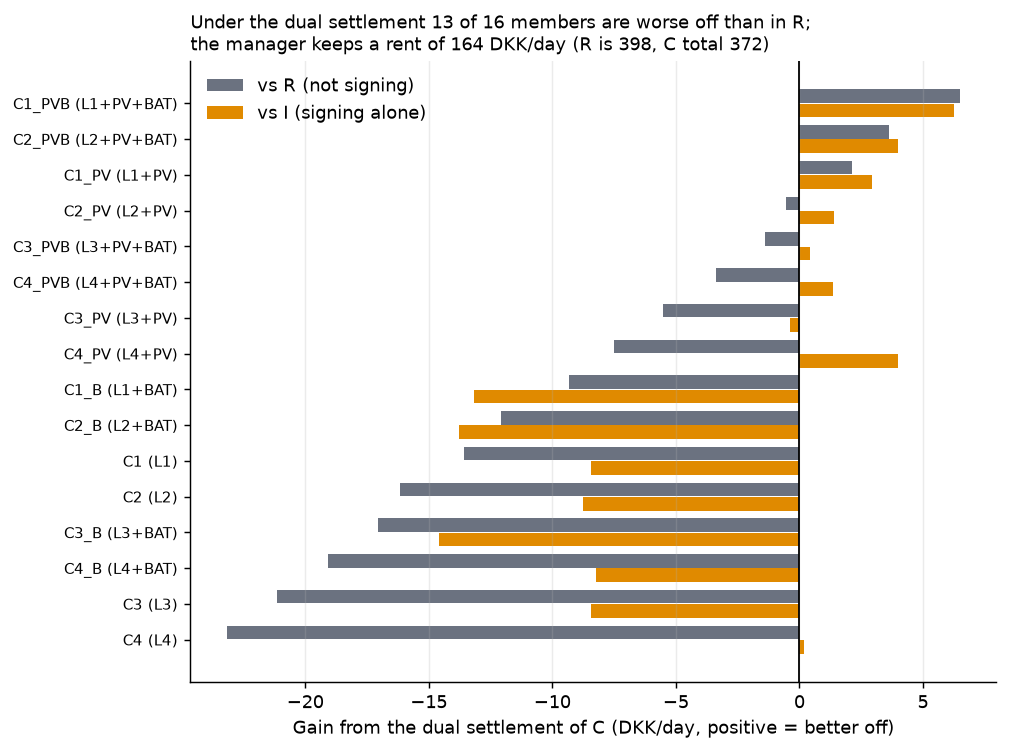 Under the dual settlement 13 of 16 members are worse off than in R;
the manager keeps a rent of 164 DKK/day (R is 398, C total 372)
vs R (not signing)
vs I (signing alone)
C1_PVB (L1+PV+BAT)
C2_PVB (L2+PV+BAT)
C1_PV (L1+PV)
C2_PV (L2+PV)
C3_PVB (L3+PV+BAT)
C4_PVB (L4+PV+BAT)
C3_PV (L3+PV)
C4_PV (L4+PV)
C1_B (L1+BAT)
C2_B (L2+BAT)
C1 (L1)
C2 (L2)
C3_B (L3+BAT)
C4_B (L4+BAT)
C3 (L3)
C4 (L4)
−20 −15 −10 −5 0 5
Gain from the dual settlement of C (DKK/day, positive = better off)